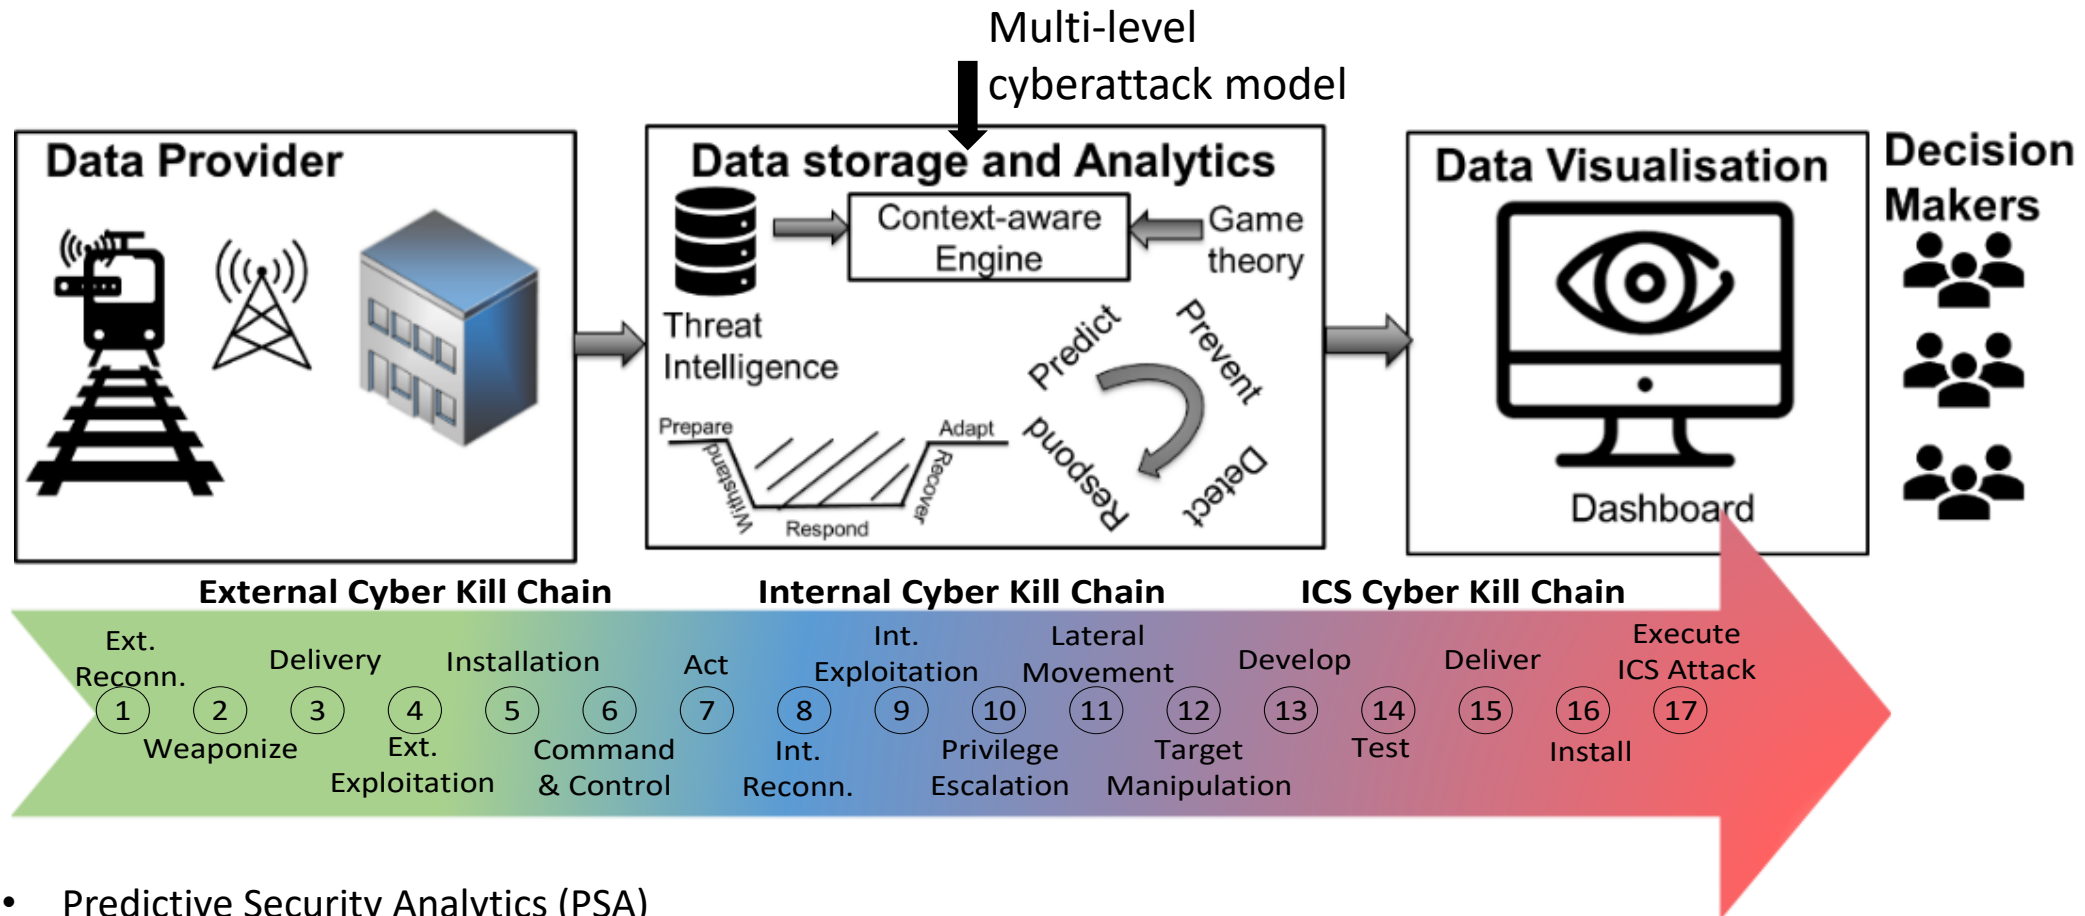 Multi-level
cyberattack model
Data Provider
Data storage and Analytics
Context-aware
Engine
Game
theory
Threat
Intelligence
Predict
Prevent
Detect
Respond
Prepare
Withstand
Respond
Recover
Adapt
Data Visualisation
Dashboard
Decision
Makers
External Cyber Kill Chain
Internal Cyber Kill Chain
ICS Cyber Kill Chain
Ext.
Reconn.
1
2
Weaponize
Delivery
3
4
Ext.
Exploitation
Installation
5
6
Command
& Control
Act
7
8
Int.
Reconn.
Int.
Exploitation
9
10
Privilege
Escalation
Lateral
Movement
11
12
Target
Manipulation
Develop
13
14
Test
Deliver
15
16
Install
Execute
ICS Attack
17
• Predictive Security Analytics (PSA)